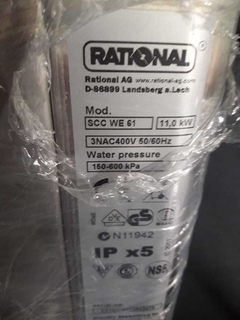 RATIONAL
Rational AG www.rational-ag.com
D-86899 Landsberg a.Lech
Mod.
SCC WE 61 11,0 kW
3NAC400V 50/60Hz
Water pressure
150-600 kPa
GS
N11942
IP x5